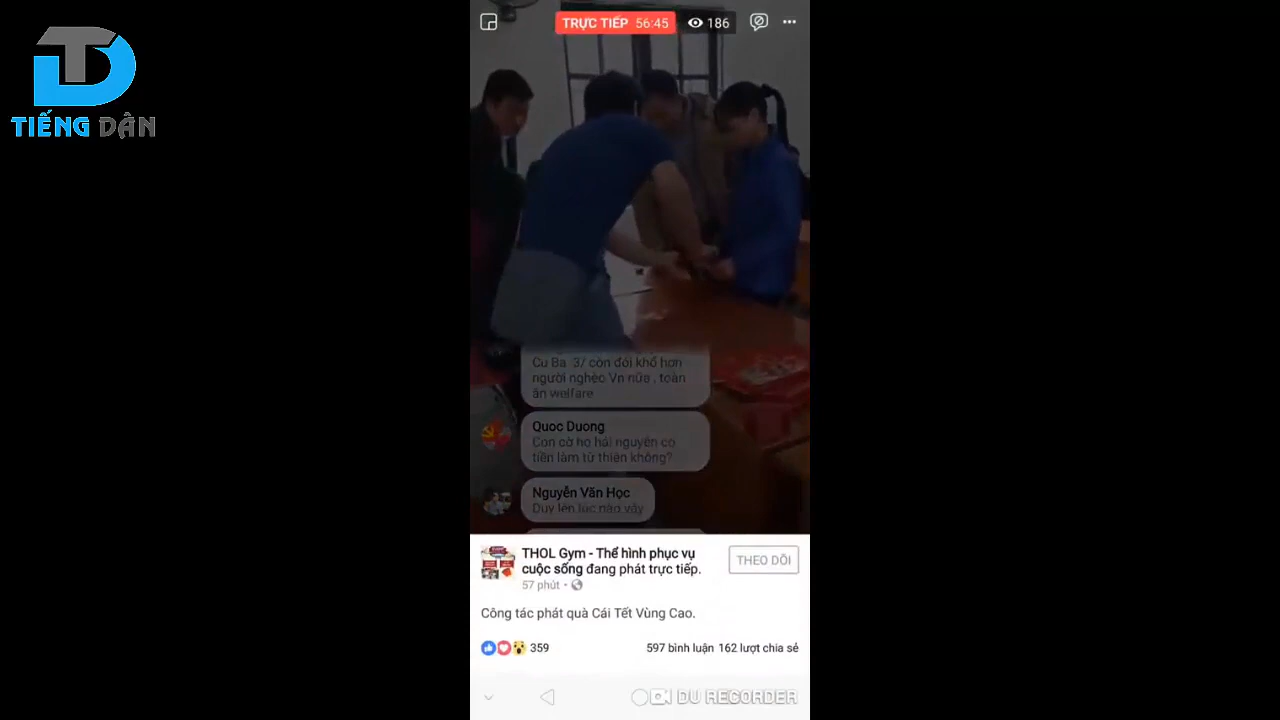 TD
TIẾNG DÂN
TRỰC TIẾP 56:45 186
Cu Ba 3/ còn đói khổ hơn
người nghèo Vn nữa , toàn
ăn welfare
Quoc Duong
Con cờ họ hải nguyên có
tiền làm từ thiện không?
Nguyễn Văn Học
Duy lên lúc nào vậy
THOL Gym - Thể hình phục vụ
cuộc sống đang phát trực tiếp.
THEO DÕI
57 phút
Công tác phát quà Cái Tết Vùng Cao.
359
597 bình luận 162 lượt chia sẻ
DU RECORDER